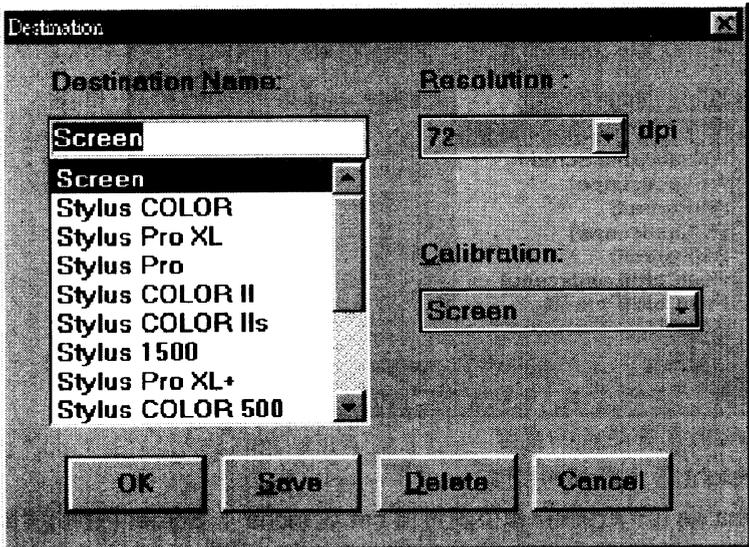 Destination
Destination Name:
Screen
Screen
Stylus COLOR
Stylus Pro XL
Stylus Pro
Stylus COLOR II
Stylus COLOR IIs
Stylus 1500
Stylus Pro XL+
Stylus COLOR 500
Resolution :
72 dpi
Calibration:
Screen
OK Save Delete Cancel